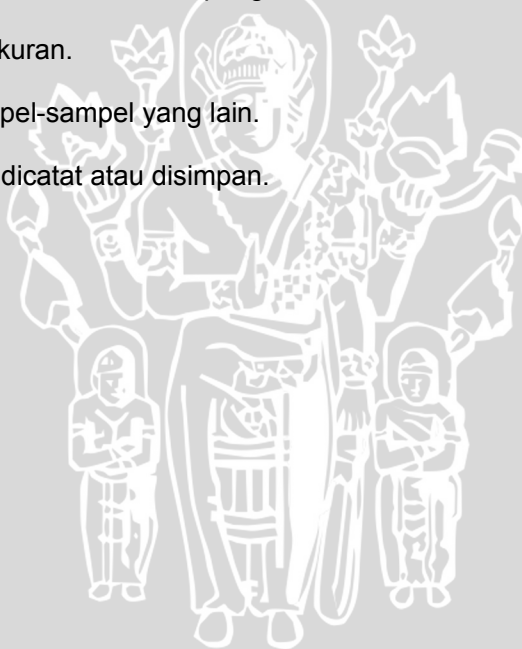 kuran.
pel-sampel yang lain.
dicatat atau disimpan.